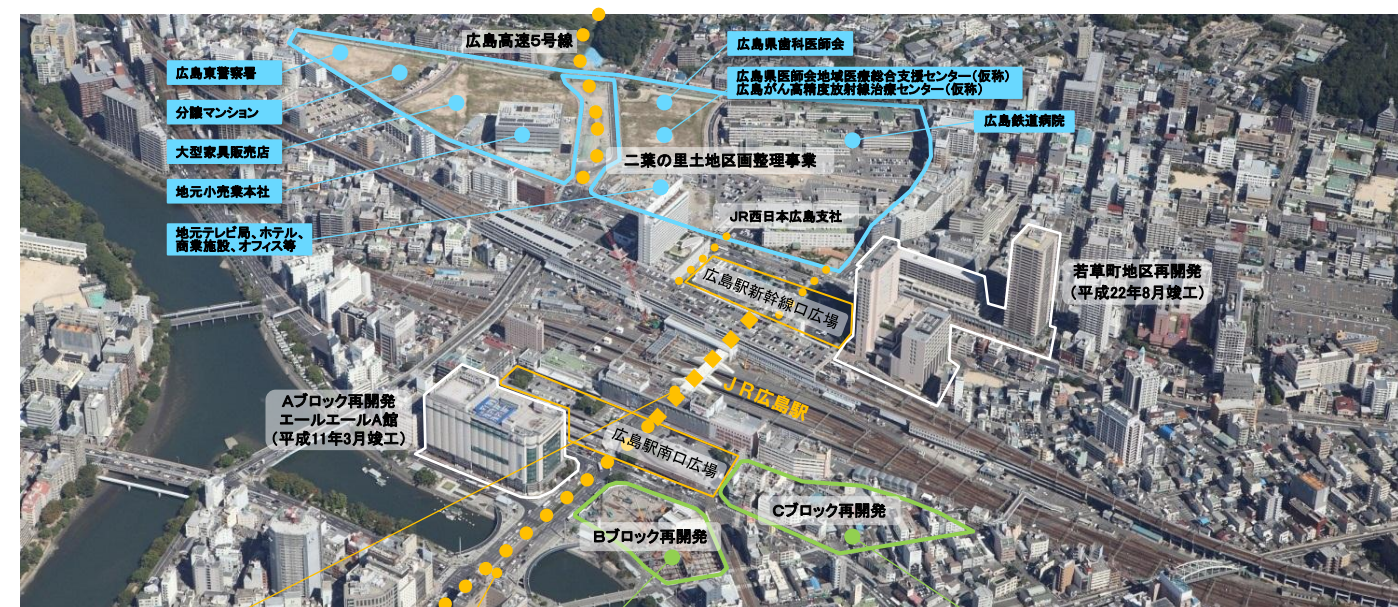 広島高速5号線
広島県歯科医師会
広島東警察署
広島県医師会地域医療総合支援センター(仮称)
広島がん高精度放射線治療センター(仮称)
分譲マンション
広島鉄道病院
大型家具販売店
二葉の里土地区画整理事業
地元小売業本社
JR西日本広島支社
地元テレビ局、ホテル、
商業施設、オフィス等
広島駅新幹線口広場
若草町地区再開発
(平成22年8月竣工)
JR広島駅
Aブロック再開発
エールエールA館
(平成11年3月竣工)
広島駅南口広場
Cブロック再開発
Bブロック再開発